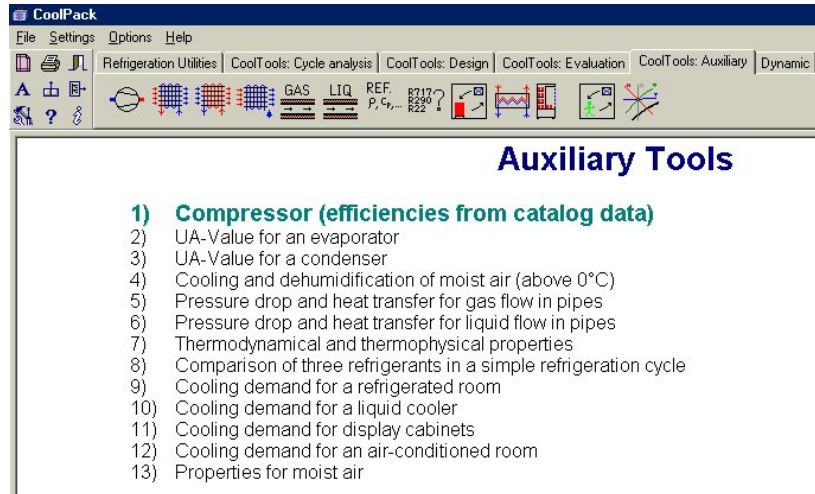 CoolPack
File Settings Options Help
Refrigeration Utilities CoolTools: Cycle analysis CoolTools: Design CoolTools: Evaluation CoolTools: Auxiliary Dynamic
A ? i
GAS LIQ REF. P, CP,... R717 R290 R22 ?
Auxiliary Tools
1) Compressor (efficiencies from catalog data)
2) UA-Value for an evaporator
3) UA-Value for a condenser
4) Cooling and dehumidification of moist air (above 0°C)
5) Pressure drop and heat transfer for gas flow in pipes
6) Pressure drop and heat transfer for liquid flow in pipes
7) Thermodynamical and thermophysical properties
8) Comparison of three refrigerants in a simple refrigeration cycle
9) Cooling demand for a refrigerated room
10) Cooling demand for a liquid cooler
11) Cooling demand for display cabinets
12) Cooling demand for an air-conditioned room
13) Properties for moist air